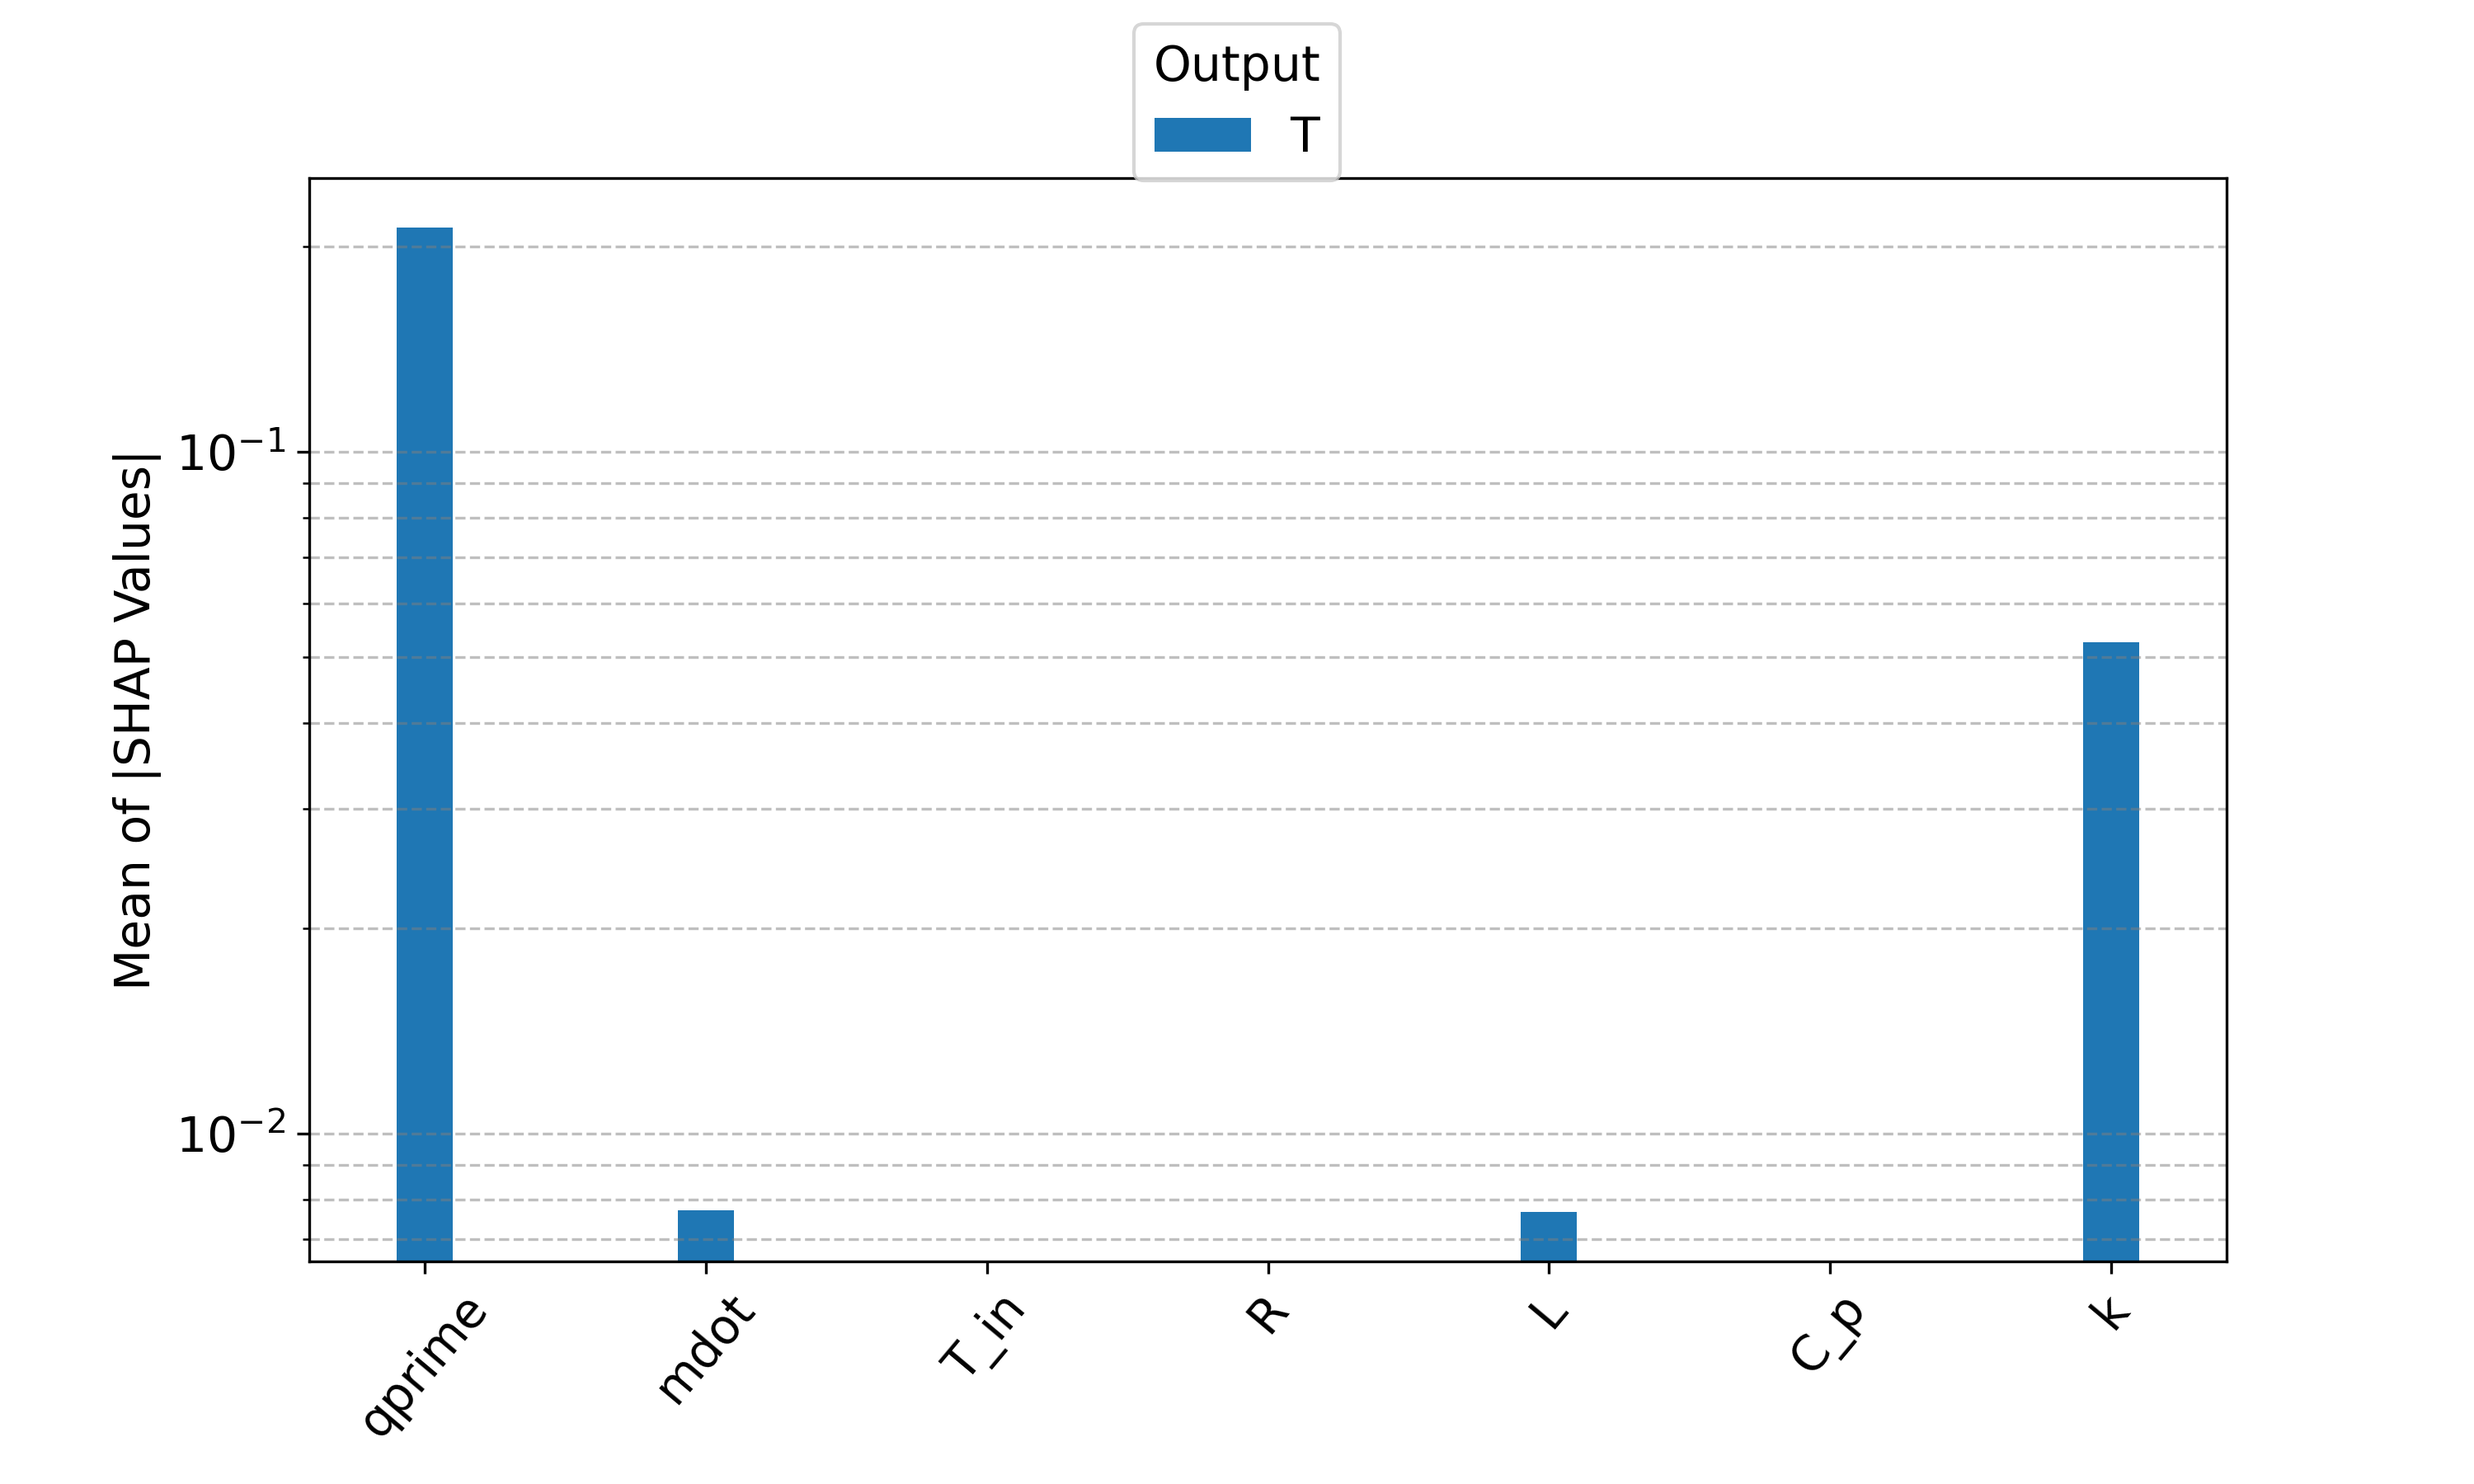 Output
T
Mean of |SHAP Values|
10⁻¹
10⁻²
qprime
mdot
T_in
R
L
C_p
k